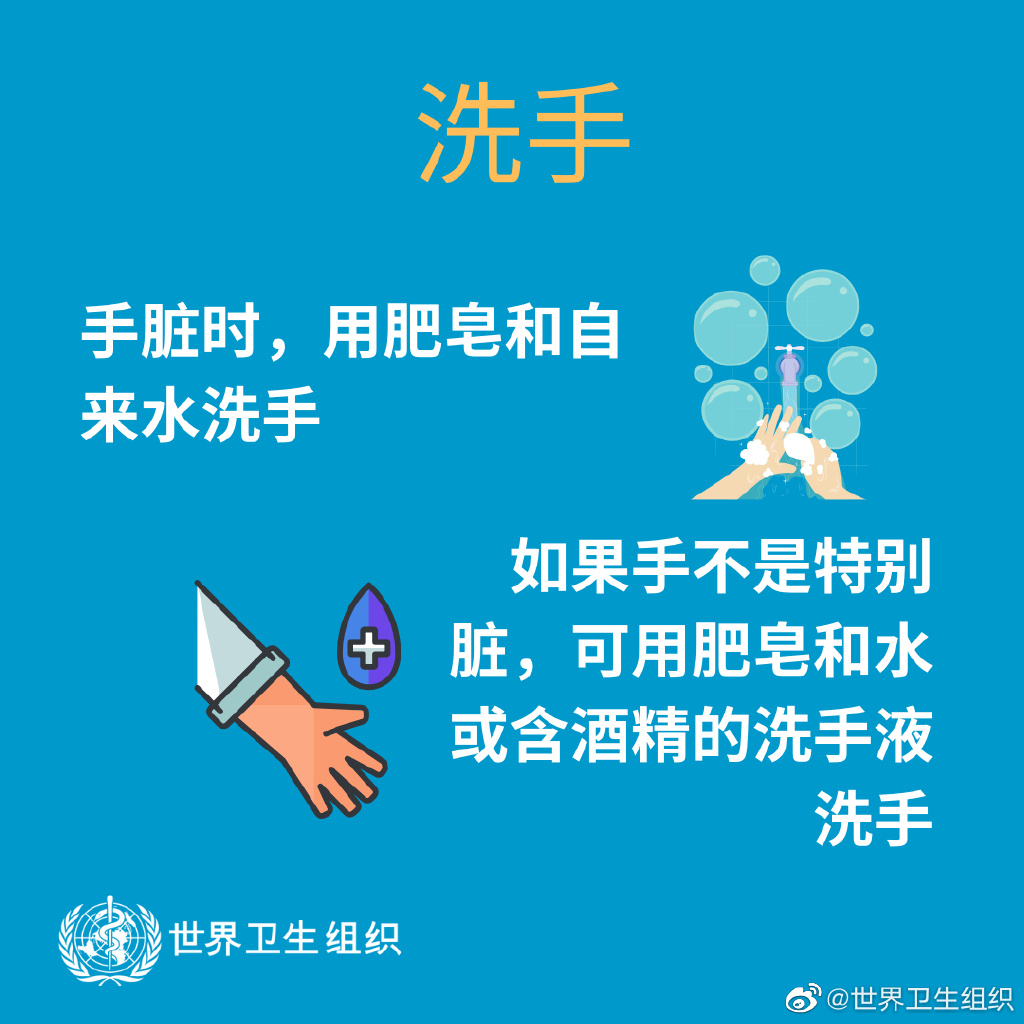 洗手
手脏时，用肥皂和自
来水洗手
如果手不是特别
脏，可用肥皂和水
或含酒精的洗手液
洗手
世界卫生组织
@世界卫生组织